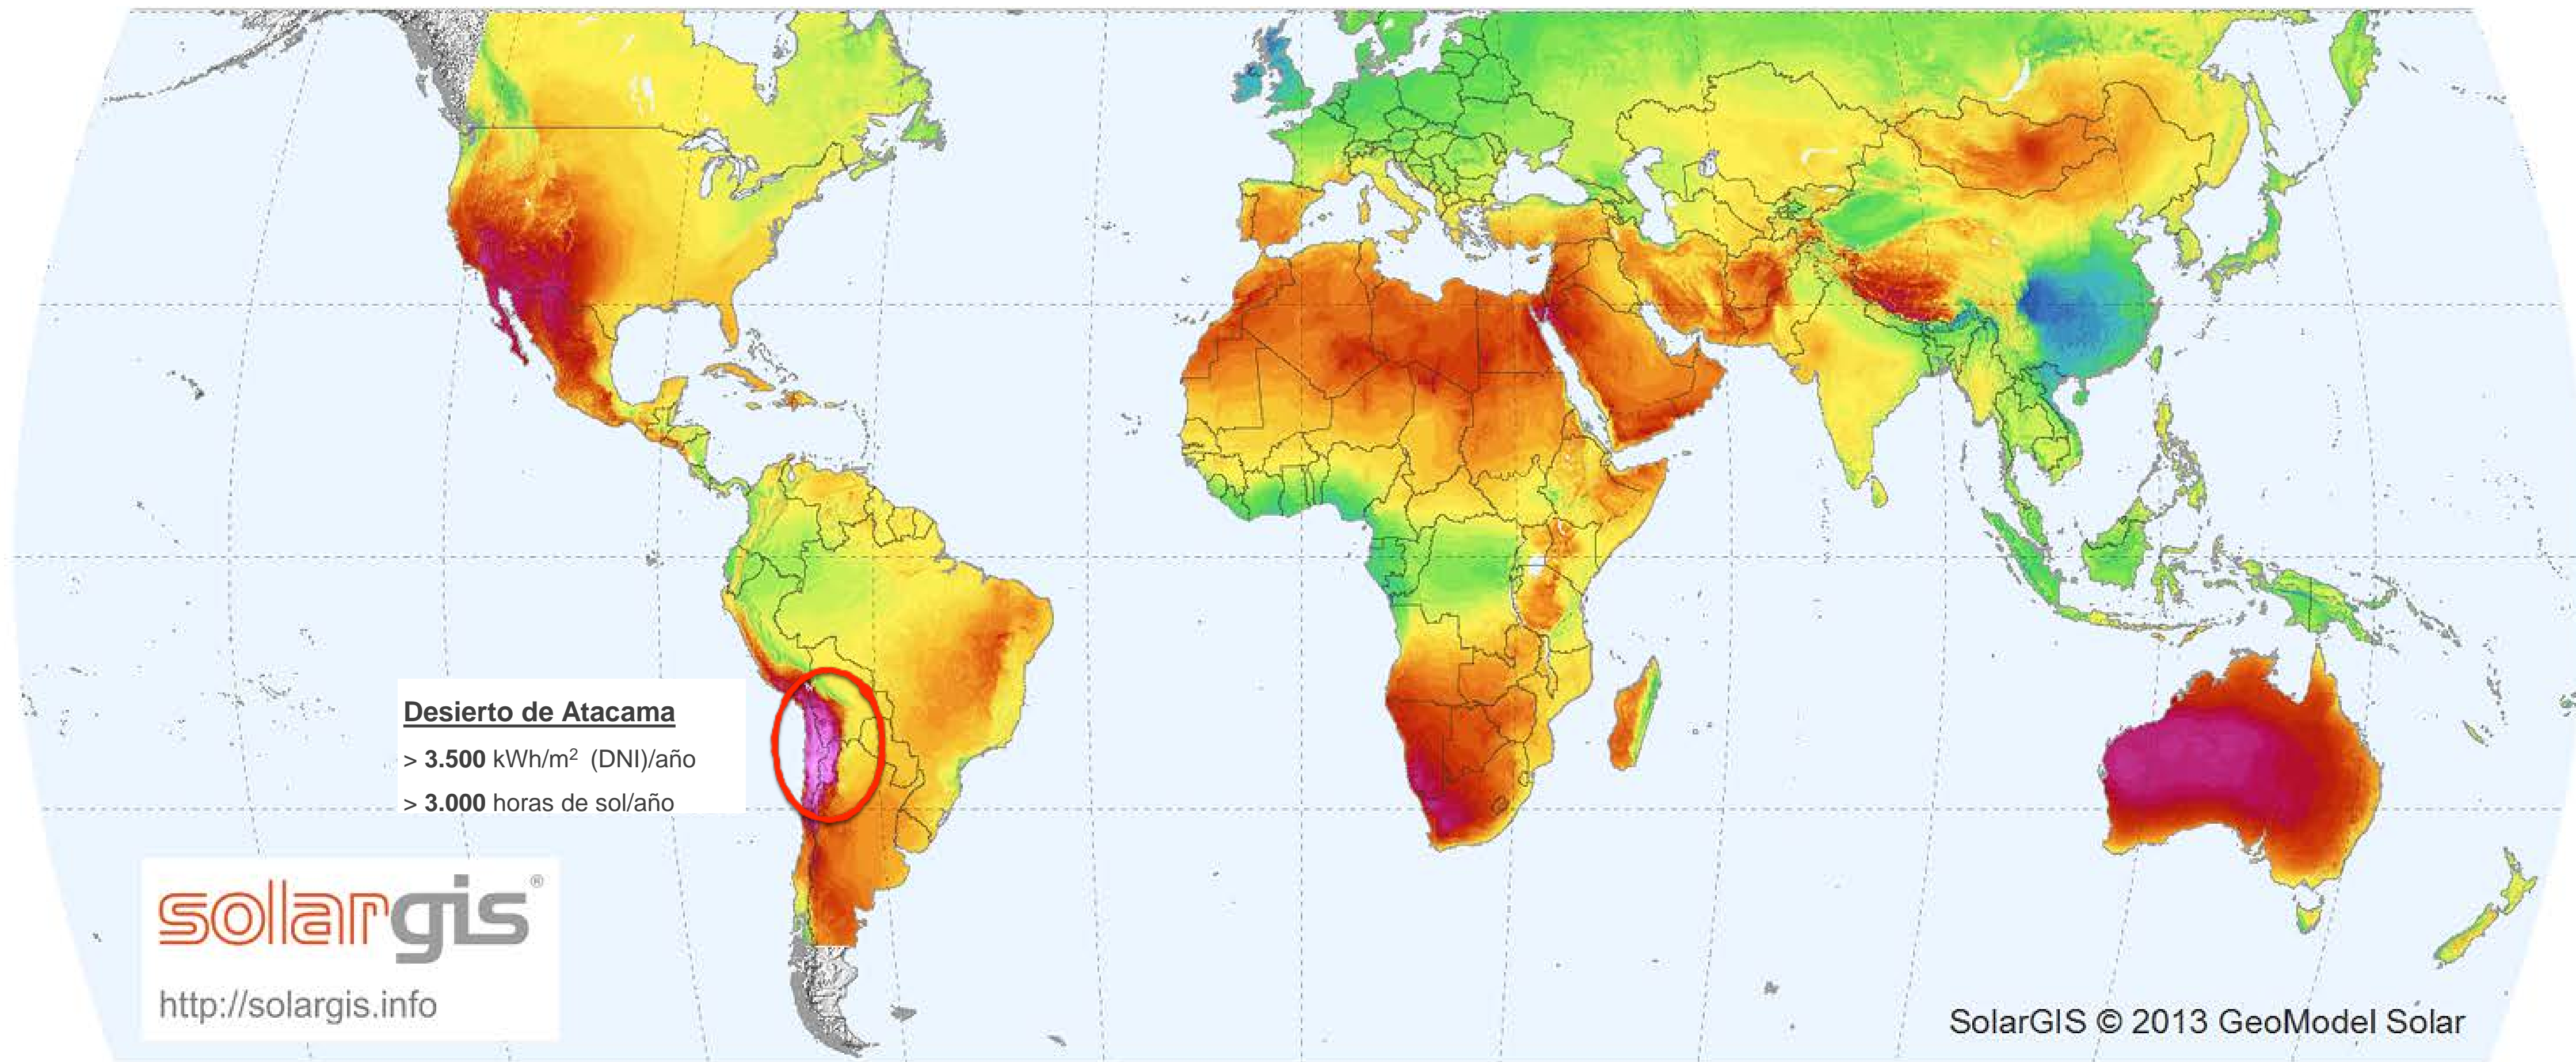 Desierto de Atacama
> 3.500 kWh/m² (DNI)/año
> 3.000 horas de sol/año
solargis®
http://solargis.info
SolarGIS © 2013 GeoModel Solar